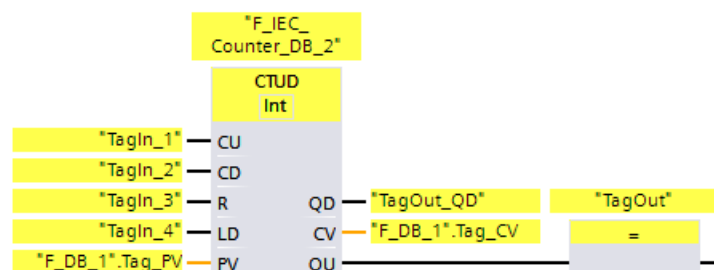 "F_IEC_
Counter_DB_2"
CTUD
Int
"TagIn_1" CU
"TagIn_2" CD
"TagIn_3" R QD "TagOut_QD" "TagOut"
"TagIn_4" LD CV "F_DB_1".Tag_CV =
"F_DB_1".Tag_PV PV QU